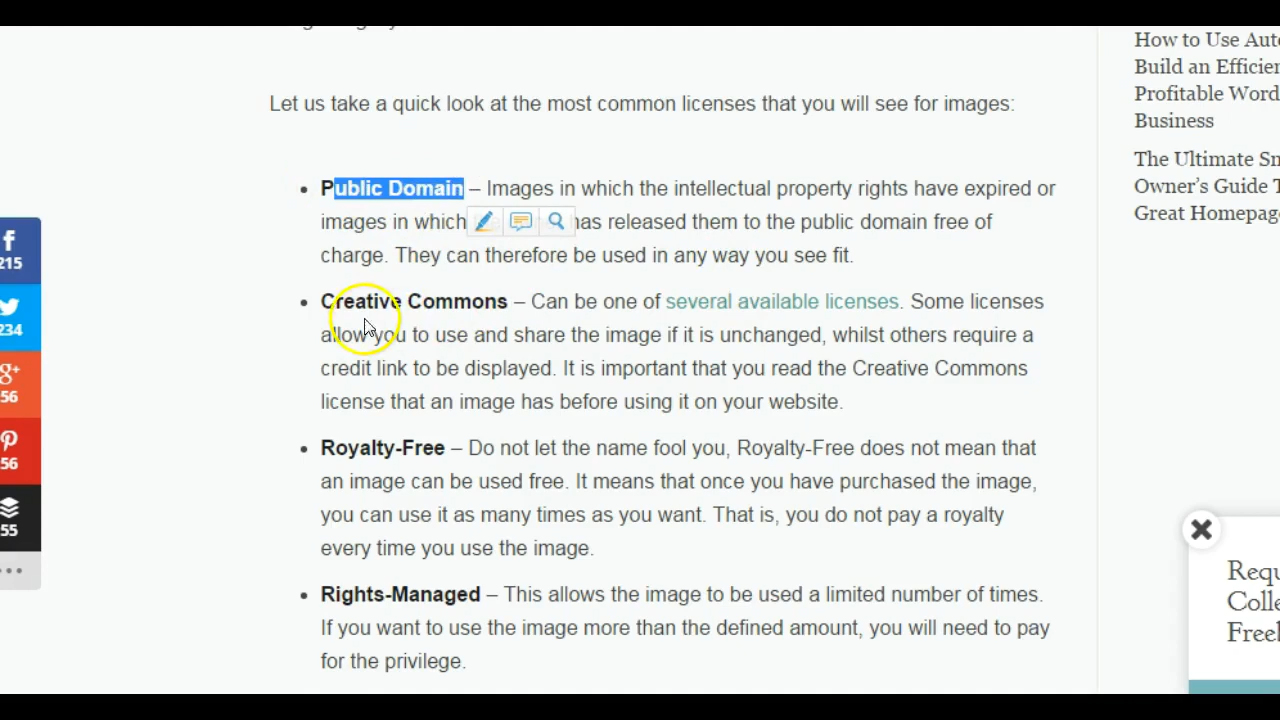 Let us take a quick look at the most common licenses that you will see for images:
Public Domain – Images in which the intellectual property rights have expired or
images in which has released them to the public domain free of
charge. They can therefore be used in any way you see fit.
Creative Commons – Can be one of several available licenses. Some licenses
allow you to use and share the image if it is unchanged, whilst others require a
credit link to be displayed. It is important that you read the Creative Commons
license that an image has before using it on your website.
Royalty-Free – Do not let the name fool you, Royalty-Free does not mean that
an image can be used free. It means that once you have purchased the image,
you can use it as many times as you want. That is, you do not pay a royalty
every time you use the image.
Rights-Managed – This allows the image to be used a limited number of times.
If you want to use the image more than the defined amount, you will need to pay
for the privilege.
How to Use
Build an
Profitable
Business
The Ultimate
Owner's Guide
Great
215
234
56
56
55